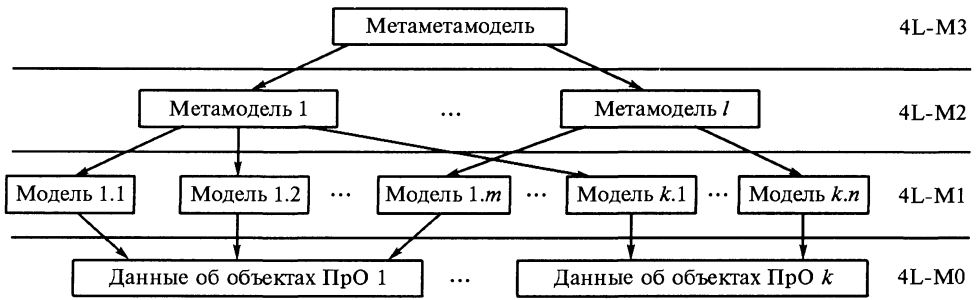 Метаметамодель 4L-M3
Метамодель 1 ... Метамодель l 4L-M2
Модель 1.1 Модель 1.2 ... Модель 1.m ... Модель k.1 ... Модель k.n 4L-M1
Данные об объектах ПрО 1 ... Данные об объектах ПрО k 4L-M0